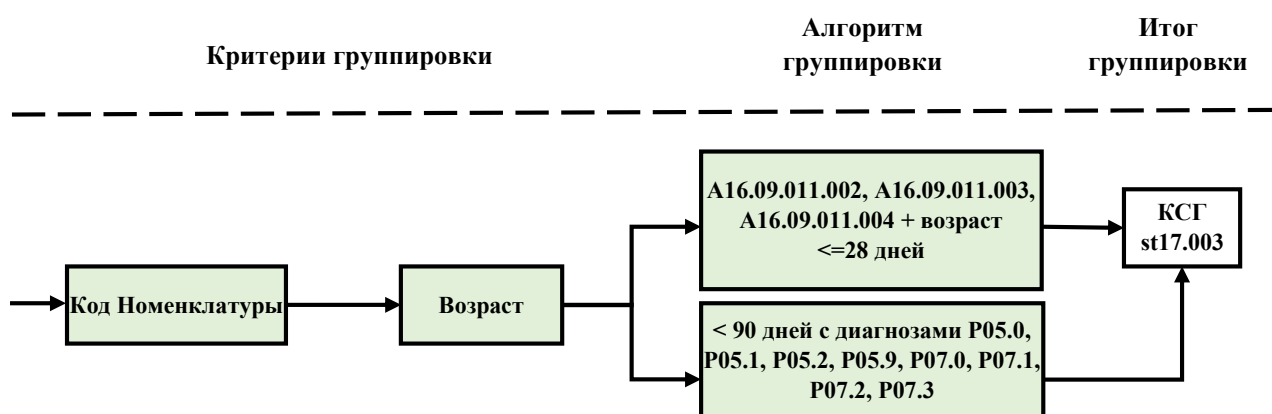 Критерии группировки
Алгоритм
группировки
Итог
группировки
Код Номенклатуры
Возраст
A16.09.011.002, A16.09.011.003,
A16.09.011.004 + возраст
<=28 дней
< 90 дней с диагнозами P05.0,
P05.1, P05.2, P05.9, P07.0, P07.1,
P07.2, P07.3
КСГ
st17.003